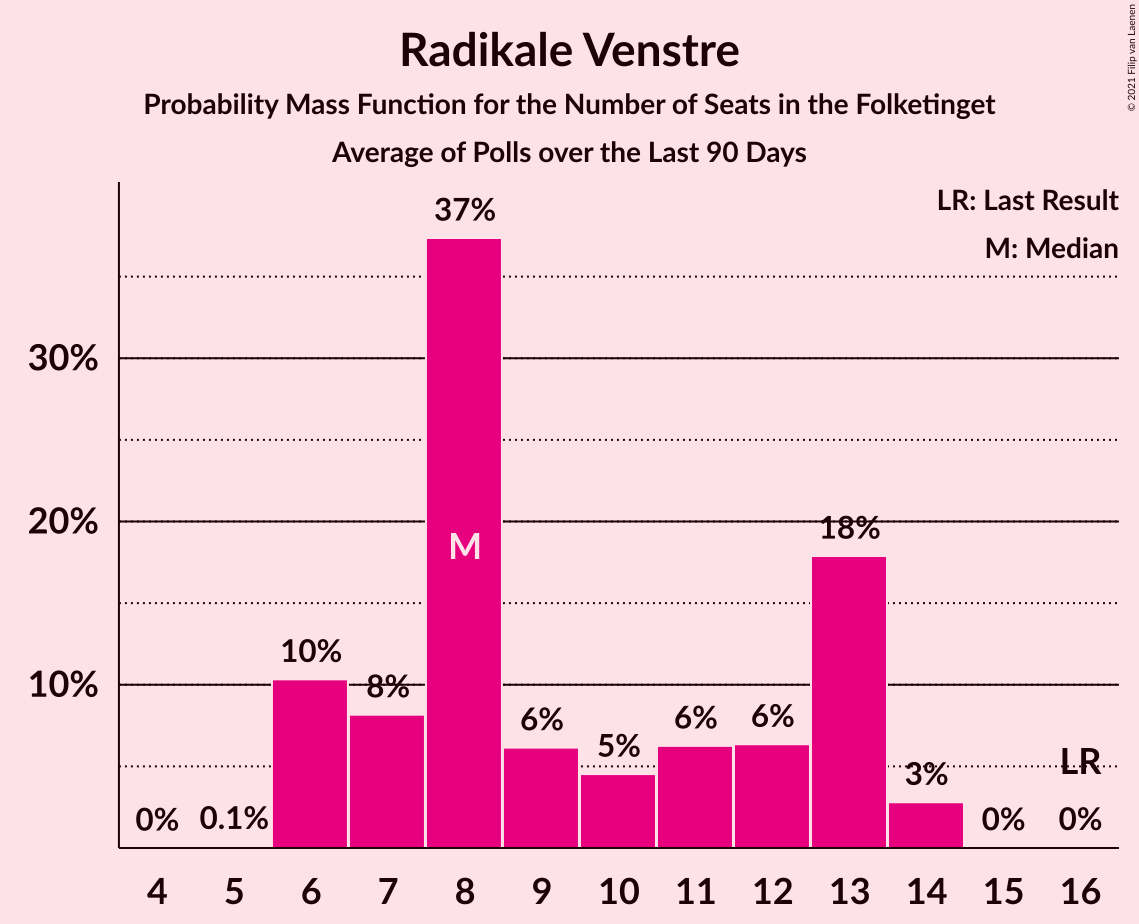 Radikale Venstre
Probability Mass Function for the Number of Seats in the Folketinget
Average of Polls over the Last 90 Days
© 2021 Filip van Laenen
LR: Last Result
M: Median
37%
30%
20%
10%
M
18%
10%
8%
6%
5%
6%
6%
3%
LR
0%
0.1%
0%
0%
4 5 6 7 8 9 10 11 12 13 14 15 16